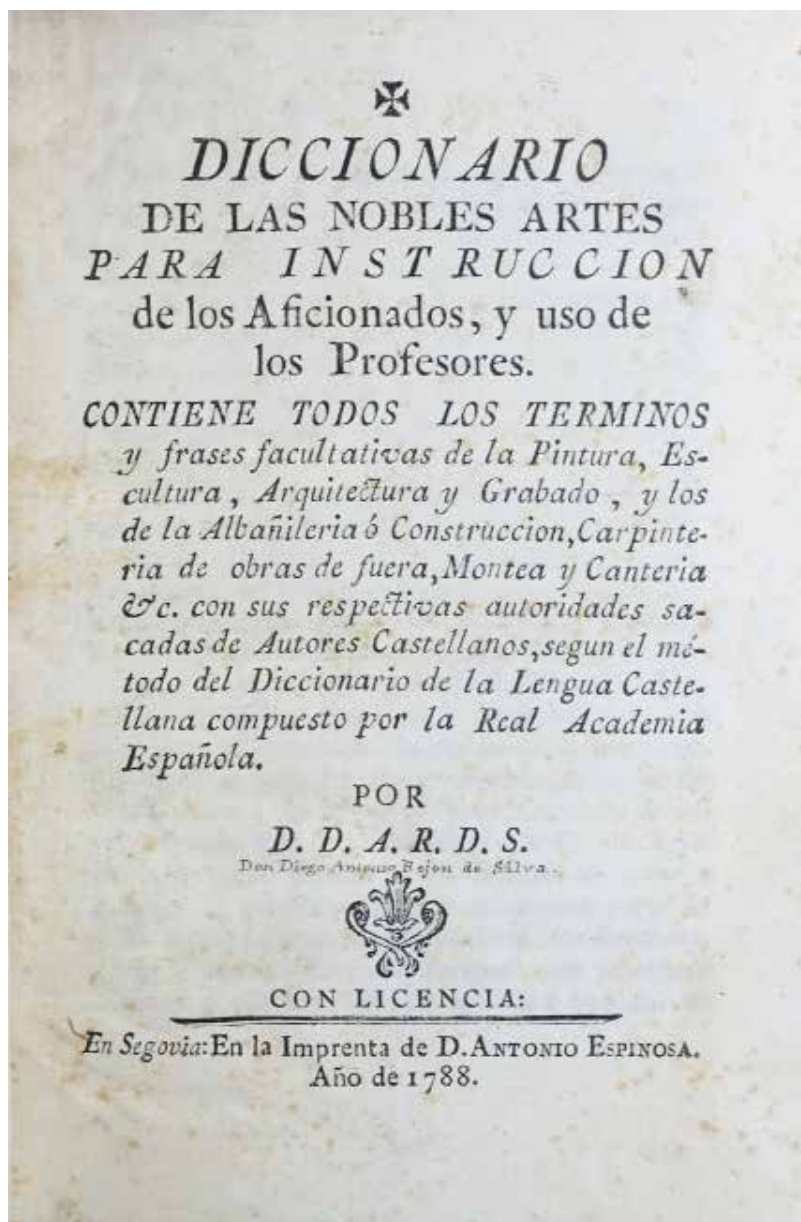 DICCIONARIO
DE LAS NOBLES ARTES
PARA INSTRUCCION
de los Aficionados, y uso de
los Profesores.
CONTIENE TODOS LOS TERMINOS
y frases facultativas de la Pintura, Es-
cultura, Arquitectura y Grabado, y los
de la Albañileria ó Construccion, Carpinte-
ria de obras de fuera, Montea y Canteria
&c. con sus respectivas autoridades sa-
cadas de Autores Castellanos, segun el mé-
todo del Diccionario de la Lengua Caste-
llana compuesto por la Real Academia
Española.
POR
D. D. A. R. D. S.
Don Diego Antonio Rejon de Silva.
CON LICENCIA:
En Segovia: En la Imprenta de D. ANTONIO ESPINOSA.
Año de 1788.